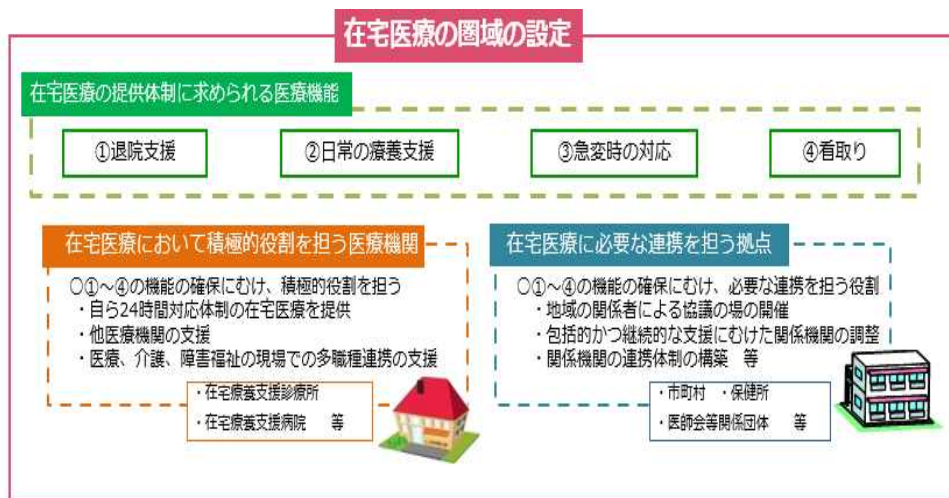 在宅医療の圏域の設定
在宅医療の提供体制に求められる医療機能
①退院支援
②日常の療養支援
③急変時の対応
④看取り
在宅医療において積極的役割を担う医療機関
○①～④の機能の確保にむけ、積極的役割を担う
・自ら24時間対応体制の在宅医療を提供
・他医療機関の支援
・医療、介護、障害福祉の現場での多職種連携の支援
・在宅療養支援診療所
・在宅療養支援病院　等
在宅医療に必要な連携を担う拠点
○①～④の機能の確保にむけ、必要な連携を担う役割
・地域の関係者による協議の場の開催
・包括的かつ継続的な支援にむけた関係機関の調整
・関係機関の連携体制の構築　等
・市町村　・保健所
・医師会等関係団体　等